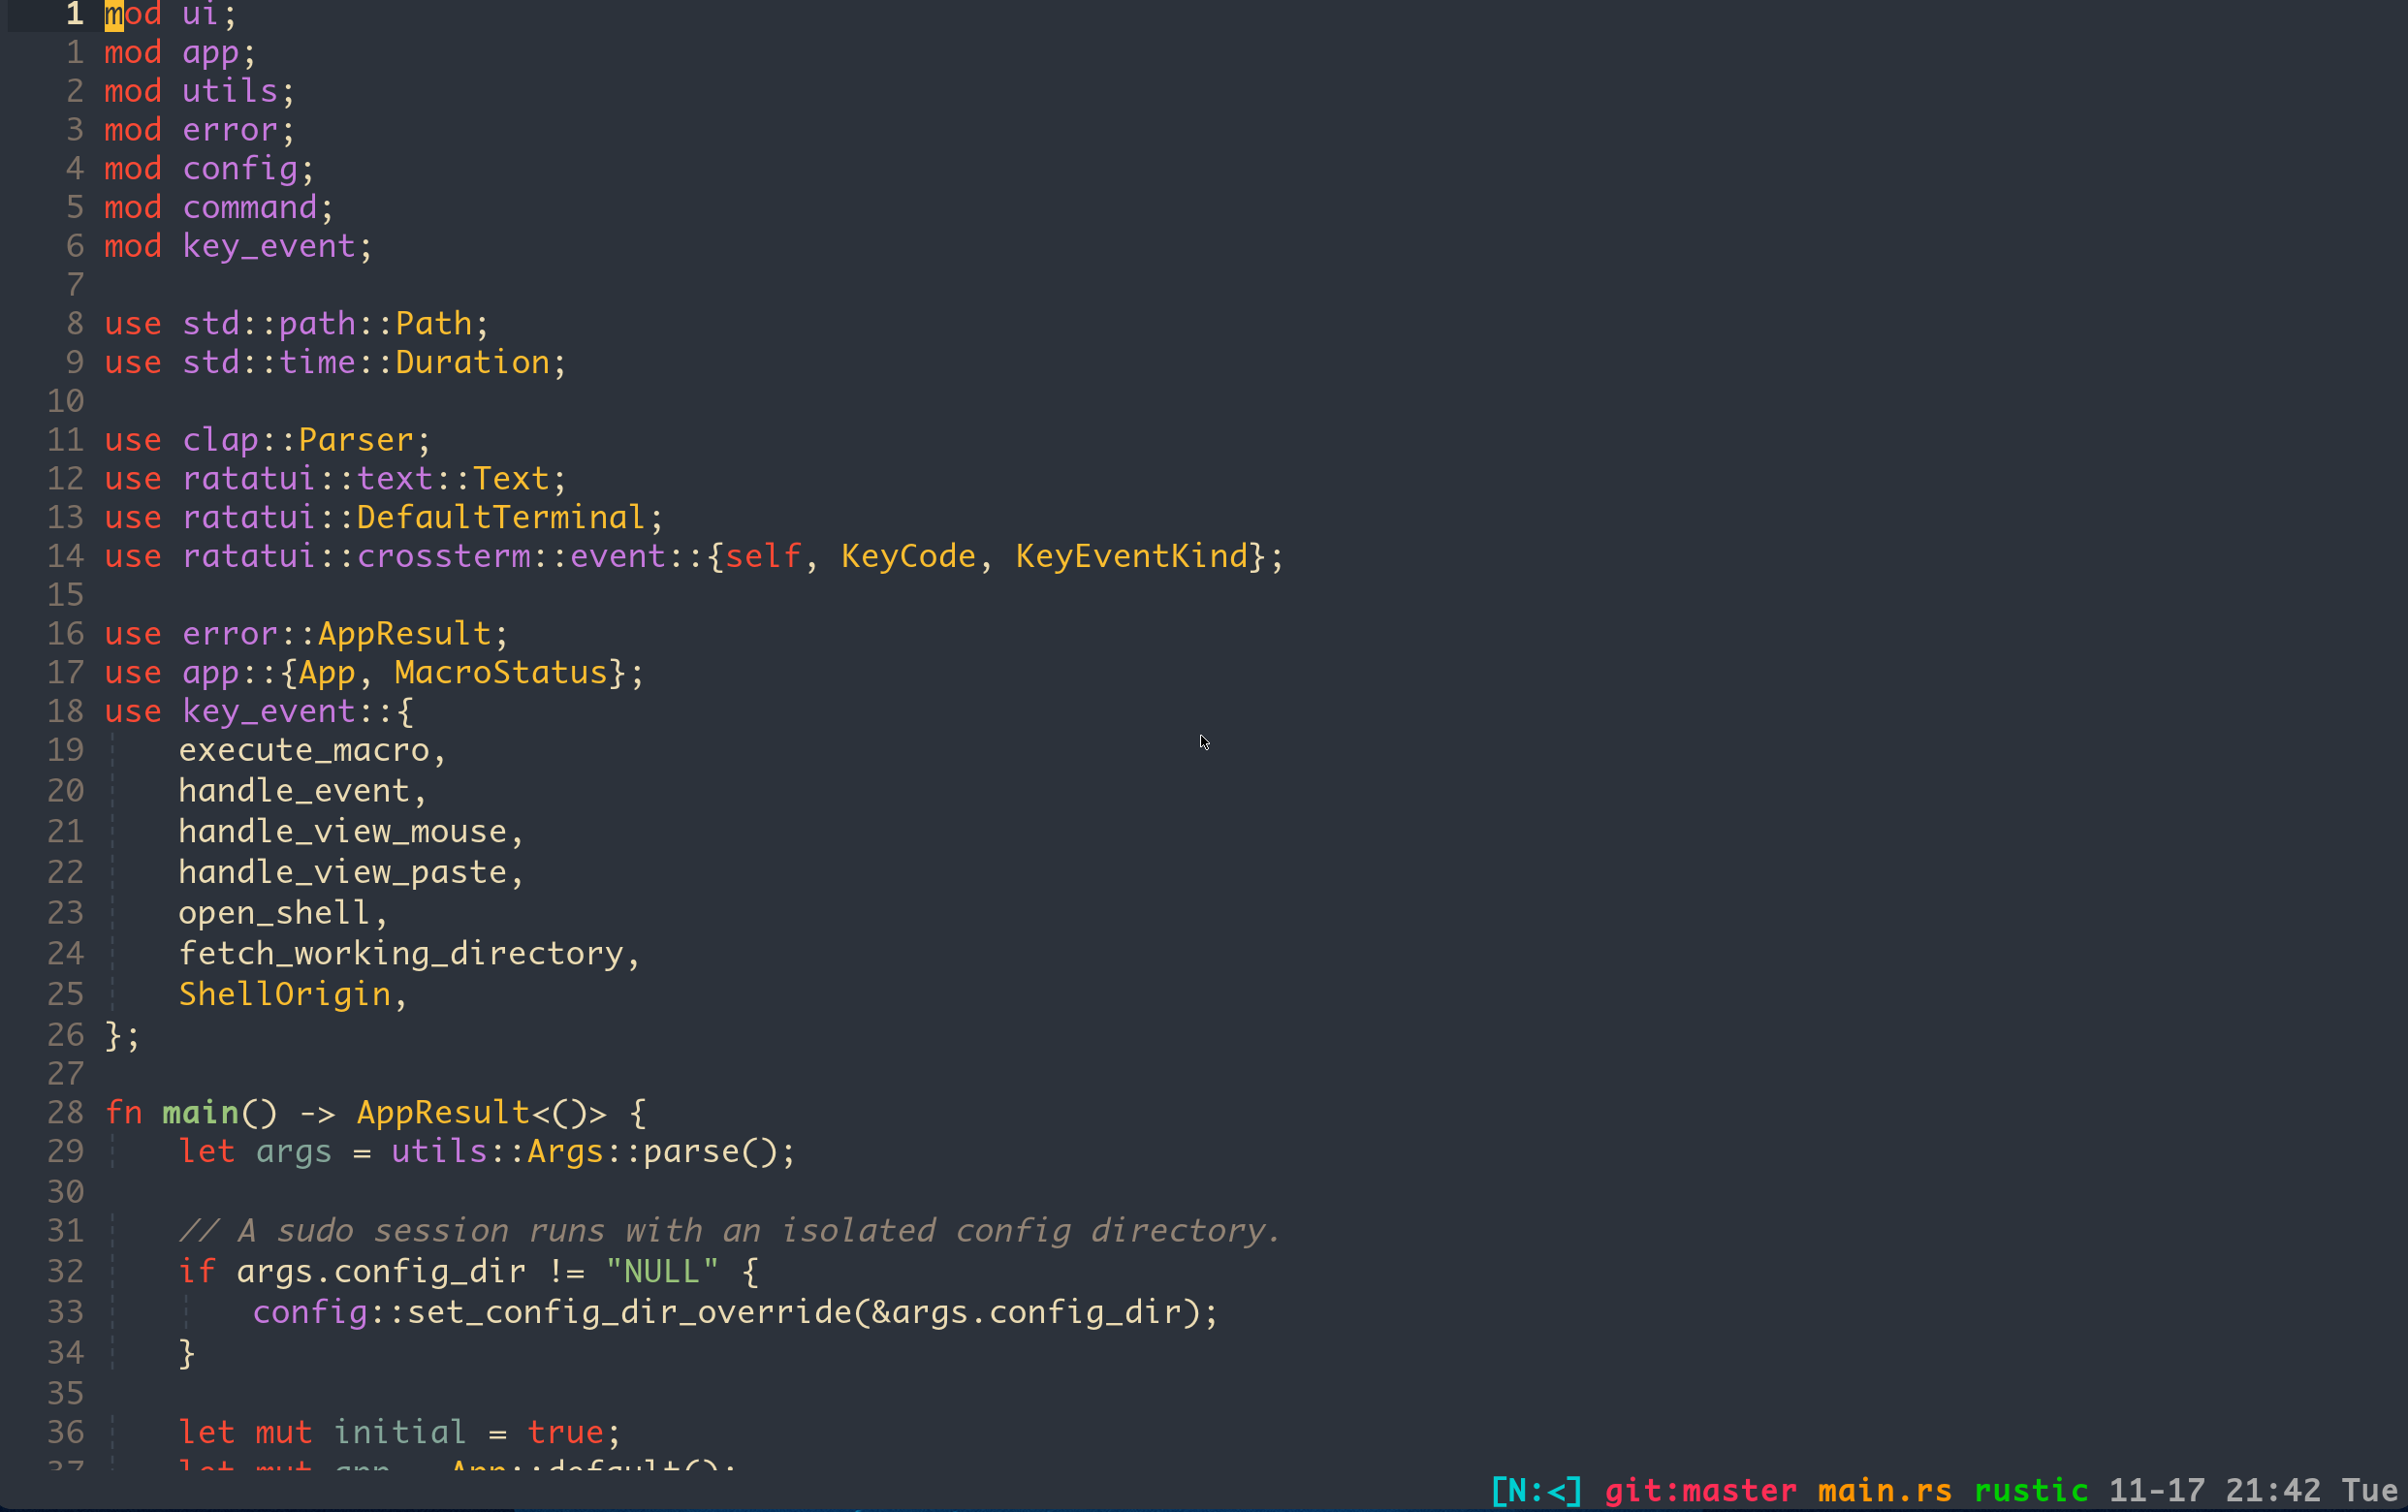 1 mod ui;
1 mod app;
2 mod utils;
3 mod error;
4 mod config;
5 mod command;
6 mod key_event;
7
8 use std::path::Path;
9 use std::time::Duration;
10
11 use clap::Parser;
12 use ratatui::text::Text;
13 use ratatui::DefaultTerminal;
14 use ratatui::crossterm::event::{self, KeyCode, KeyEventKind};
15
16 use error::AppResult;
17 use app::{App, MacroStatus};
18 use key_event::{
19     execute_macro,
20     handle_event,
21     handle_view_mouse,
22     handle_view_paste,
23     open_shell,
24     fetch_working_directory,
25     ShellOrigin,
26 };
27
28 fn main() -> AppResult<()> {
29     let args = utils::Args::parse();
30
31     // A sudo session runs with an isolated config directory.
32     if args.config_dir != "NULL" {
33         config::set_config_dir_override(&args.config_dir);
34     }
35
36     let mut initial = true;
37     let mut app = App::default();
[N:<] git:master main.rs rustic 11-17 21:42 Tue